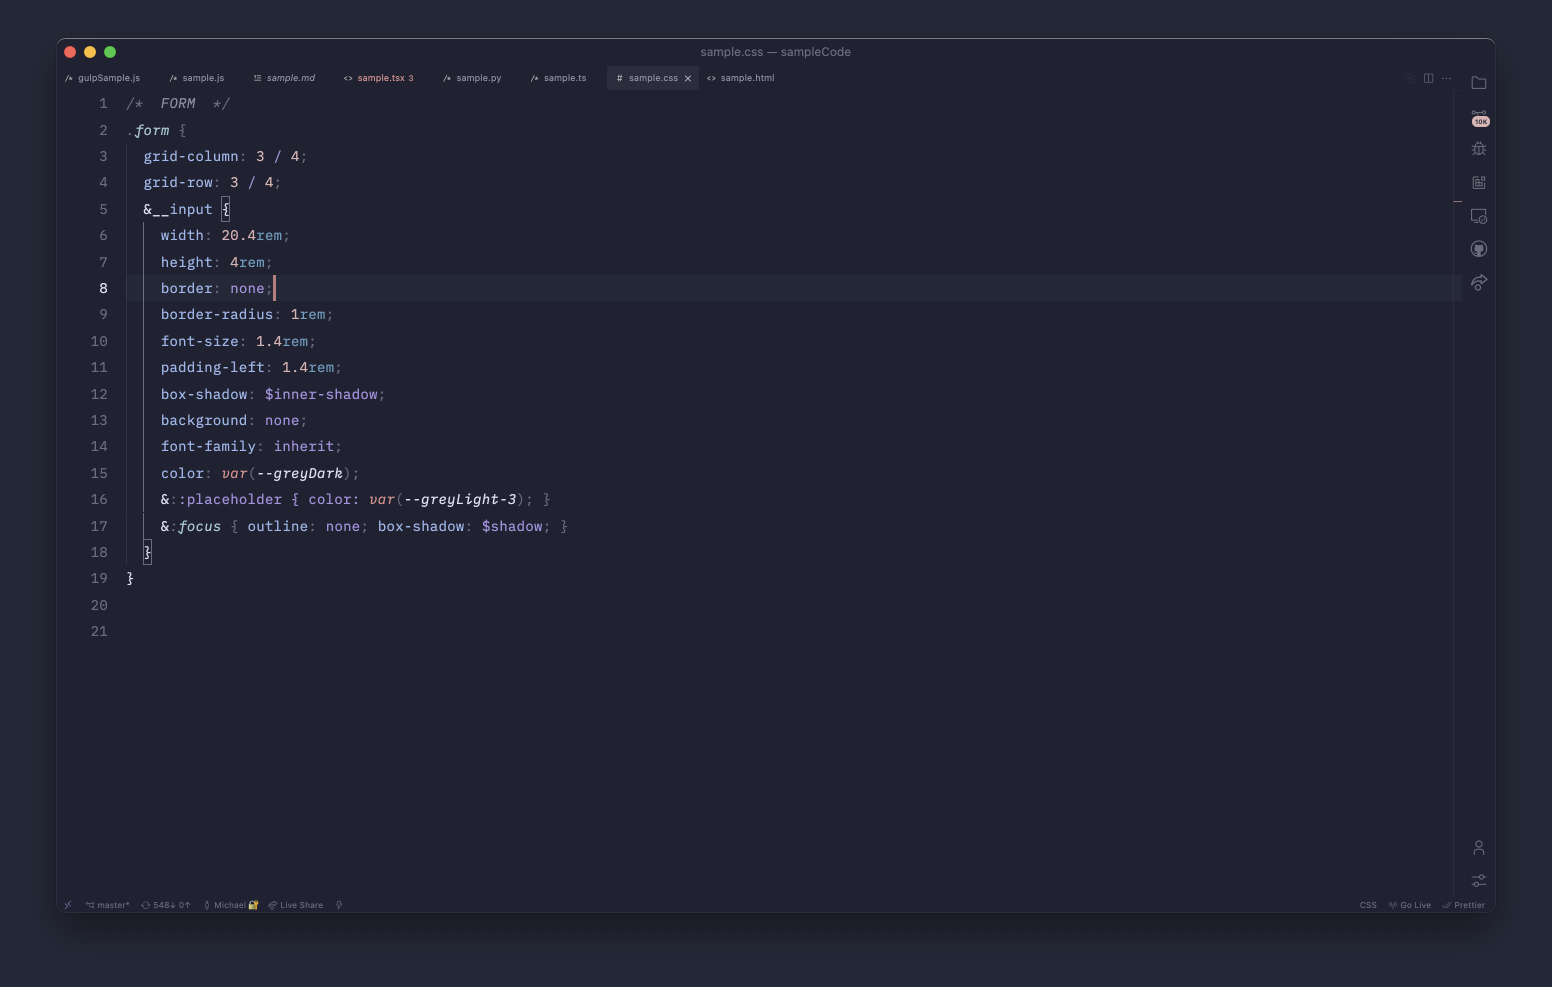 sample.css — sampleCode
/* gulpSample.js /* sample.js sample.md <> sample.tsx 3 /* sample.py /* sample.ts # sample.css × <> sample.html ···
1 /*  FORM  */
2 .form {
3   grid-column: 3 / 4;
4   grid-row: 3 / 4;
5   &__input {
6     width: 20.4rem;
7     height: 4rem;
8     border: none;
9     border-radius: 1rem;
10     font-size: 1.4rem;
11     padding-left: 1.4rem;
12     box-shadow: $inner-shadow;
13     background: none;
14     font-family: inherit;
15     color: var(--greyDark);
16     &::placeholder { color: var(--greyLight-3); }
17     &:focus { outline: none; box-shadow: $shadow; }
18   }
19 }
20
21
10K
master* 548↓ 0↑ Michael 🔐 Live Share CSS Go Live Prettier